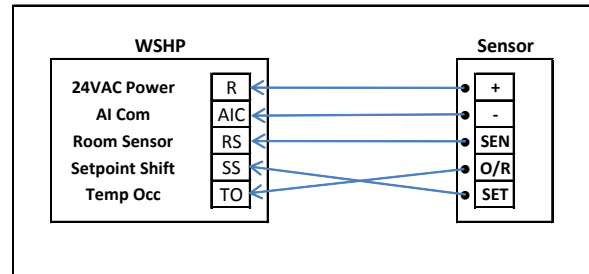 WSHP Sensor
24VAC Power R +
AI Com AIC -
Room Sensor RS SEN
Setpoint Shift SS O/R
Temp Occ TO SET